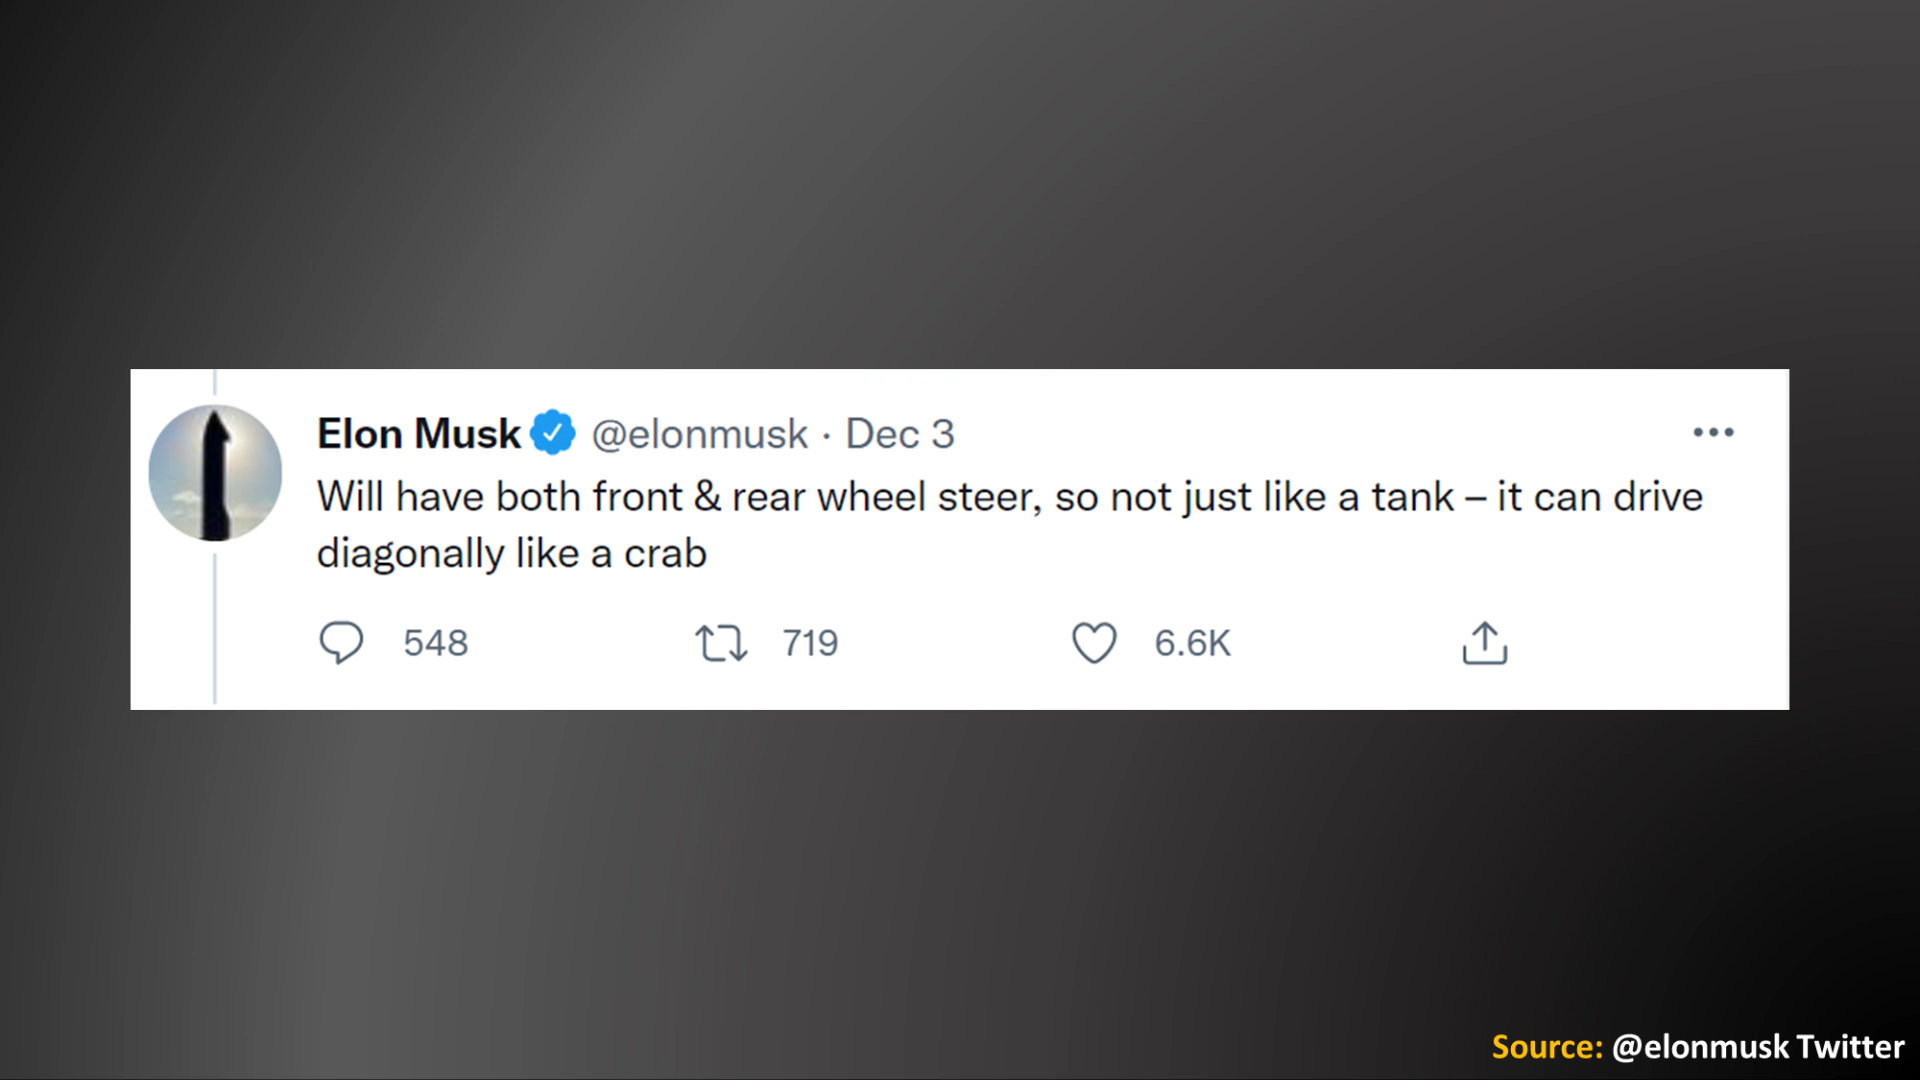 Elon Musk @elonmusk · Dec 3
Will have both front & rear wheel steer, so not just like a tank – it can drive
diagonally like a crab
548 719 6.6K
Source: @elonmusk Twitter